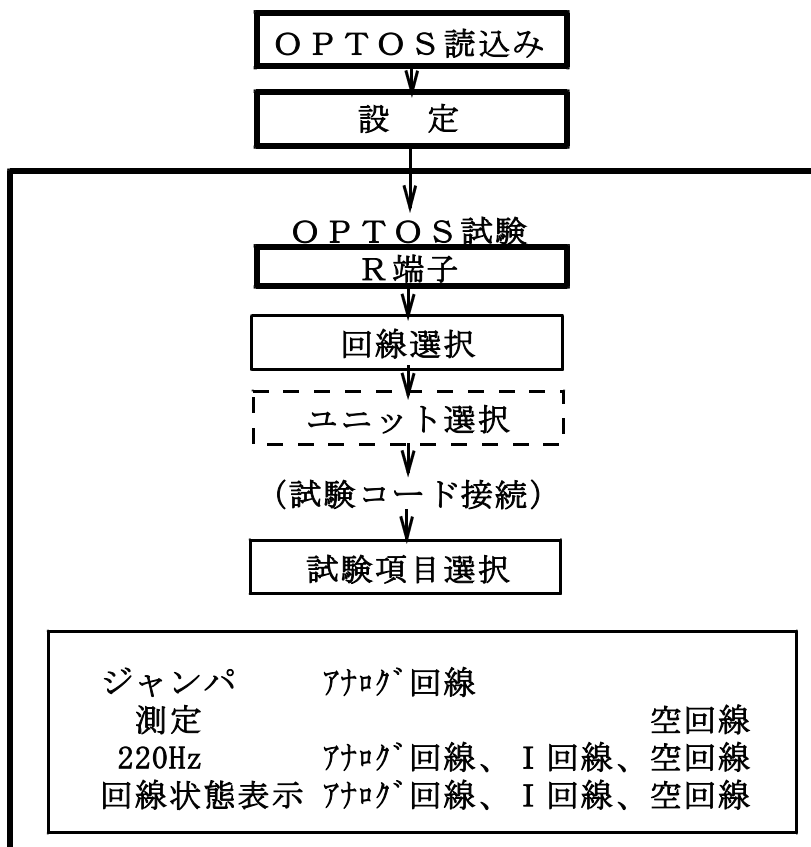 ＯＰＴＯＳ読込み
設　定
ＯＰＴＯＳ試験
Ｒ端子
回線選択
ユニット選択
(試験コード接続)
試験項目選択
ジャンパ　ｱﾅﾛｸﾞ回線
測定　空回線
220Hz　ｱﾅﾛｸﾞ回線、Ｉ回線、空回線
回線状態表示 ｱﾅﾛｸﾞ回線、Ｉ回線、空回線